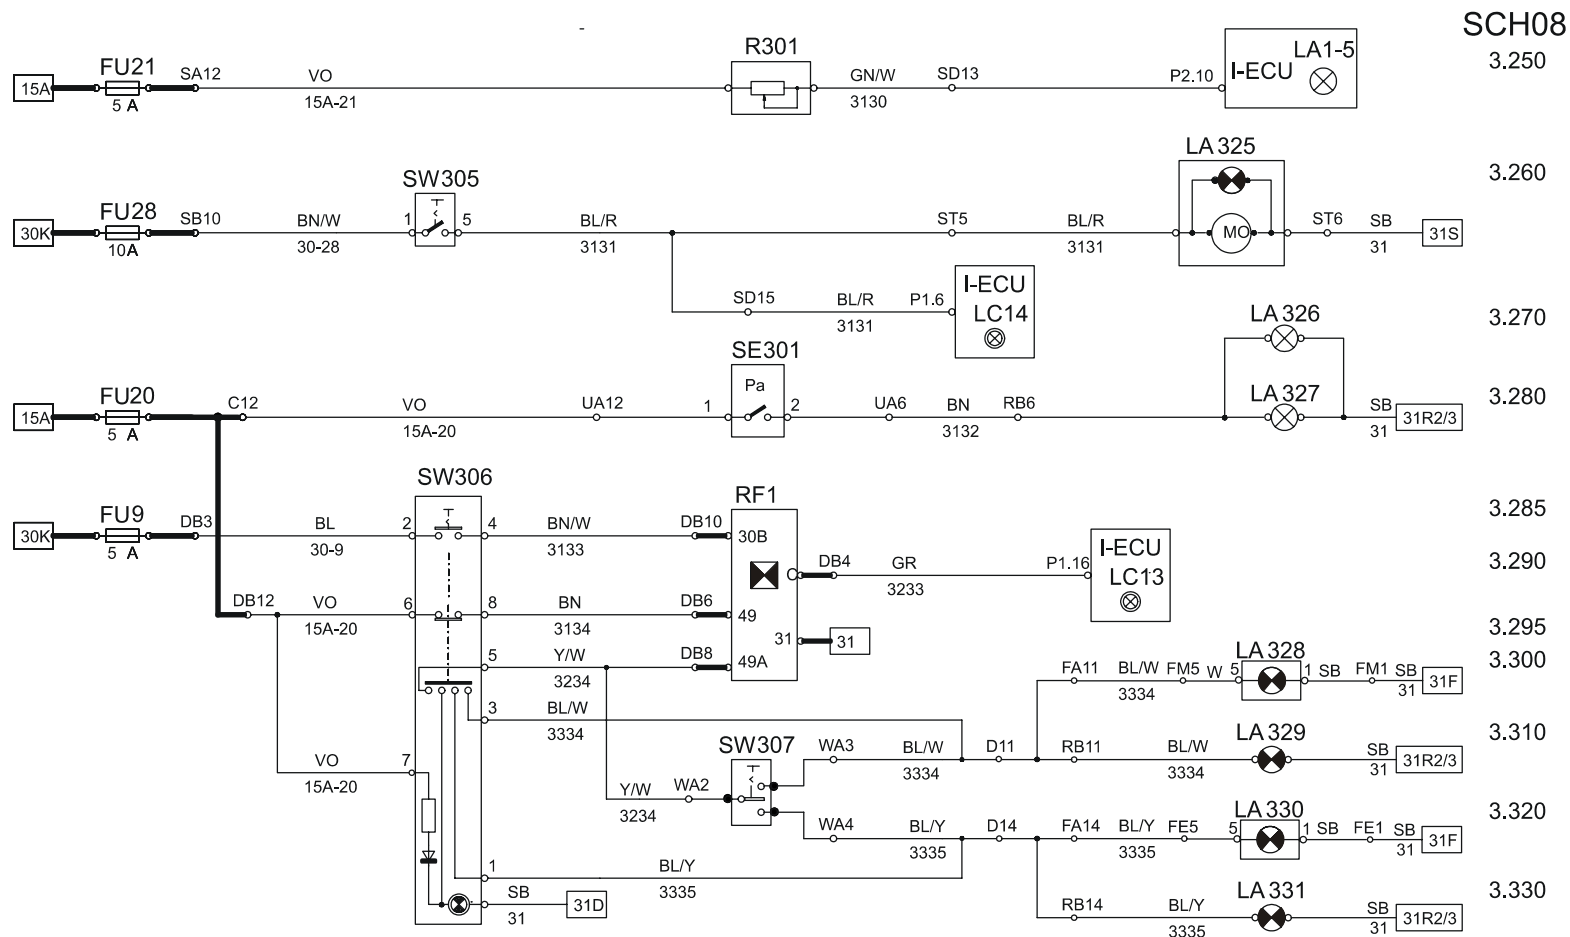 SCH08
R301
LA1-5
I-ECU
3.250
FU21
SA12
VO
GN/W
SD13
P2.10
15A
5 A
15A-21
3130
LA 325
3.260
SW305
FU28
SB10
BN/W
1
5
BL/R
ST5
BL/R
MO
ST6
SB
30K
10A
30-28
3131
3131
31
31S
I-ECU
LC14
SD15
BL/R
P1.6
3131
LA 326
3.270
SE301
Pa
LA 327
3.280
FU20
C12
VO
UA12
1
2
UA6
BN
RB6
SB
15A
5 A
15A-20
3132
31
31R2/3
SW306
RF1
3.285
FU9
DB3
BL
2
4
BN/W
DB10
30B
30K
5 A
30-9
3133
I-ECU
LC13
3.290
O
DB4
GR
P1.16
3233
DB12
VO
6
8
BN
DB6
49
15A-20
3134
31
31
3.295
5
Y/W
DB8
49A
3234
LA 328
3.300
FA11
BL/W
FM5
W
5
1
SB
FM1
SB
3334
31
31F
3
BL/W
3334
SW307
LA 329
3.310
WA3
BL/W
D11
RB11
BL/W
SB
3334
3334
31
31R2/3
VO
7
15A-20
Y/W
WA2
3234
LA 330
3.320
WA4
BL/Y
D14
FA14
BL/Y
FE5
5
1
SB
FE1
SB
3335
3335
31
31F
1
BL/Y
3335
SB
31
31D
LA 331
3.330
RB14
BL/Y
SB
3335
31
31R2/3